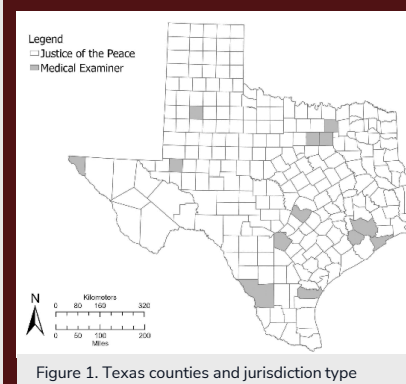 Legend
Justice of the Peace
Medical Examiner
N
Kilometers
0 80 160 320
0 50 100 200
Miles
Figure 1. Texas counties and jurisdiction type